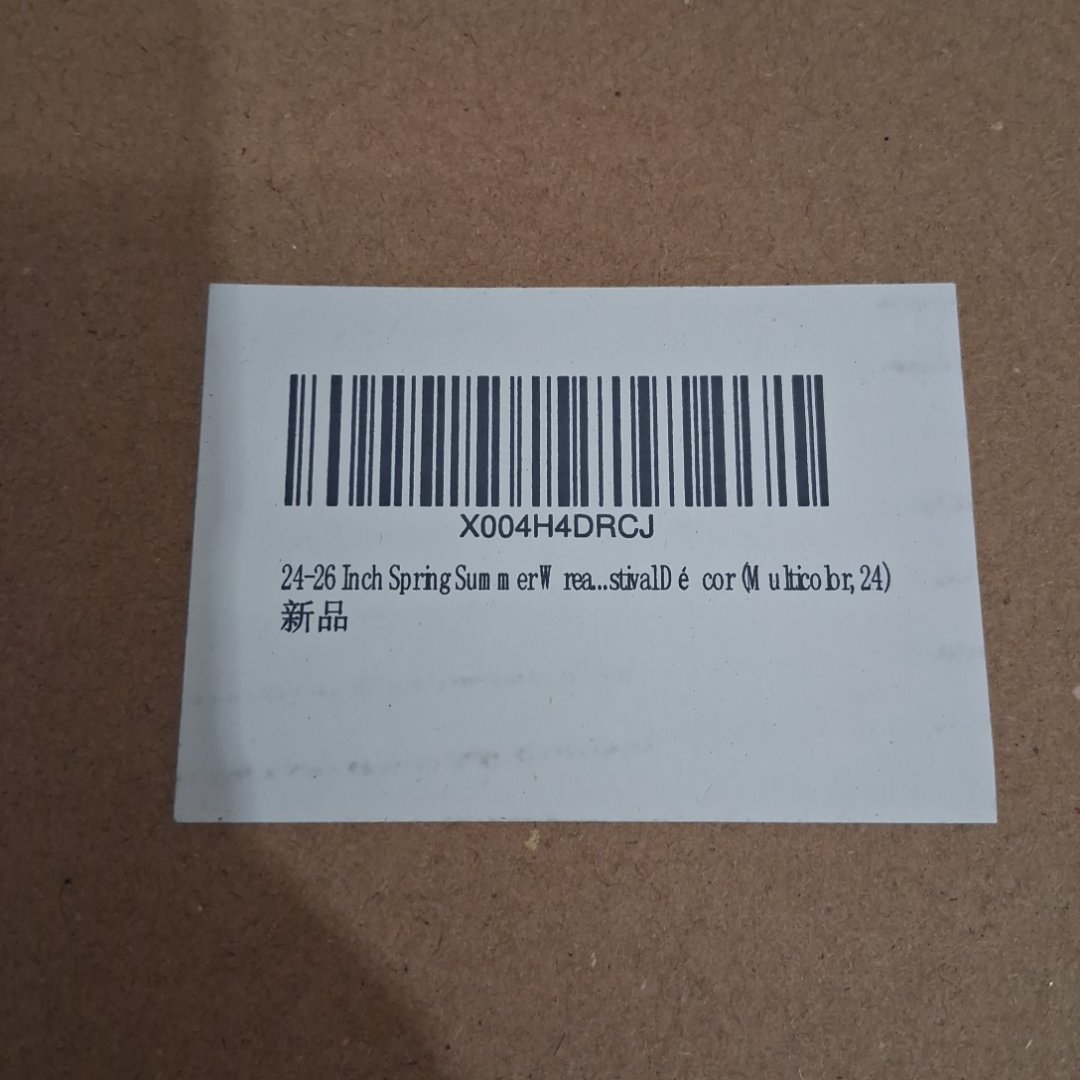 X004H4DRCJ
24-26 Inch Spring Summer Wrea...stival Décor (Multicolor, 24)
新品